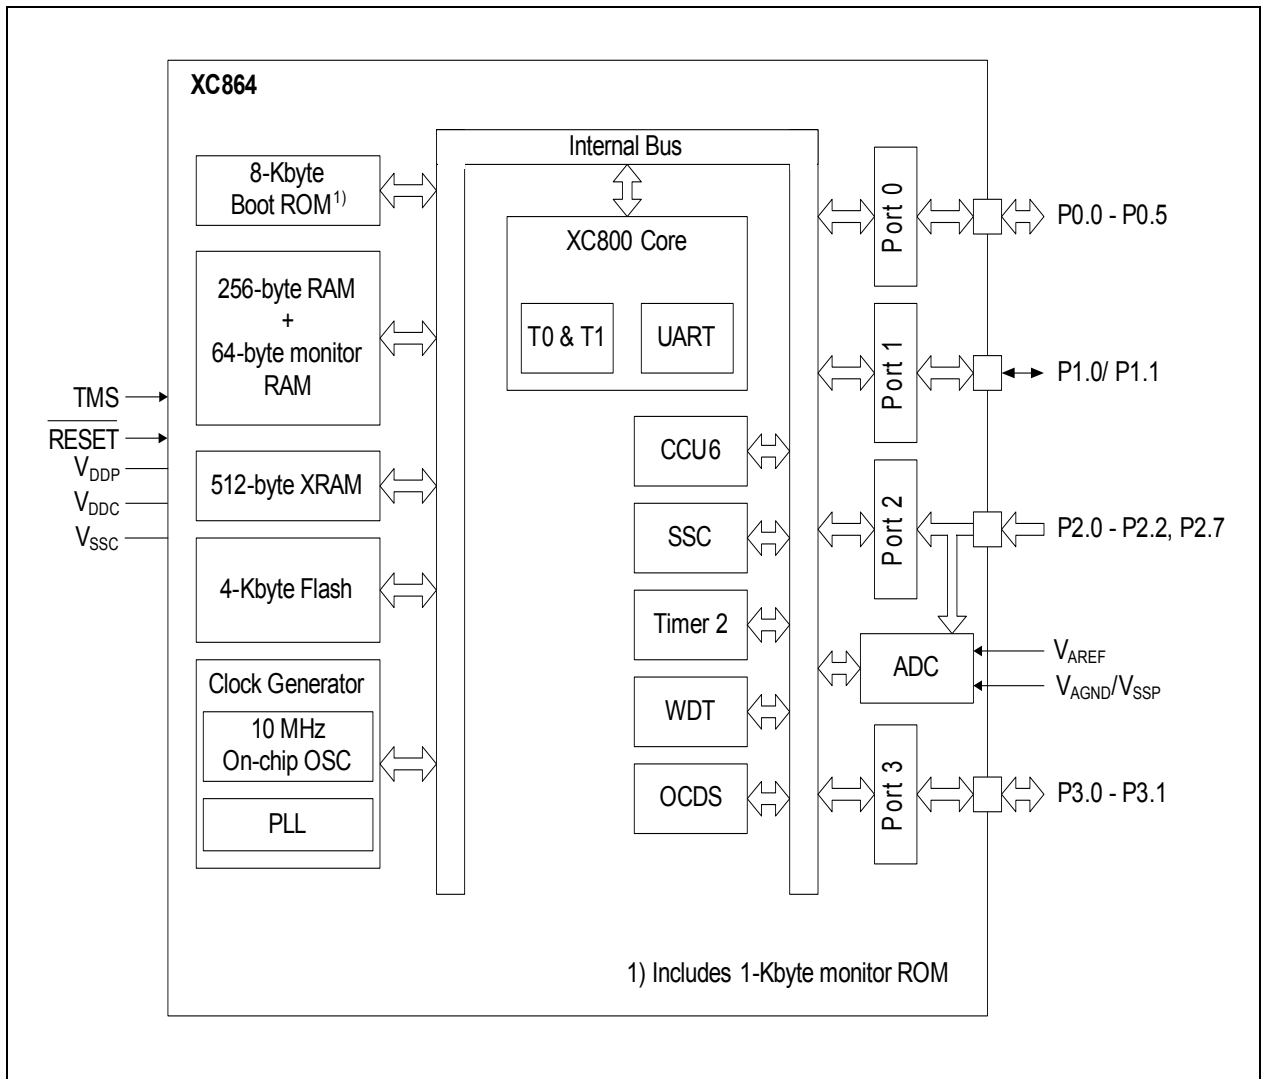 XC864
Internal Bus
8-Kbyte
Boot ROM1)
256-byte RAM
+
64-byte monitor
RAM
512-byte XRAM
4-Kbyte Flash
Clock Generator
10 MHz
On-chip OSC
PLL
TMS
RESET
VDDP
VDDC
VSSC
XC800 Core
T0 & T1
UART
CCU6
SSC
Timer 2
WDT
OCDS
Port 0
P0.0 - P0.5
Port 1
P1.0/ P1.1
Port 2
P2.0 - P2.2, P2.7
ADC
VAREF
VAGND/VSSP
Port 3
P3.0 - P3.1
1) Includes 1-Kbyte monitor ROM